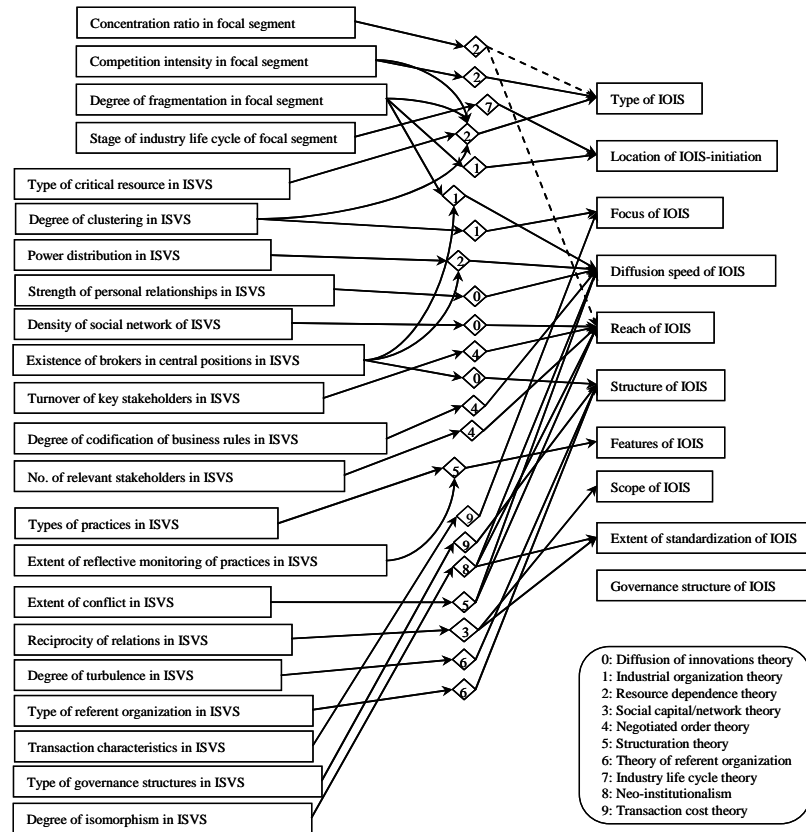 Concentration ratio in focal segment
Competition intensity in focal segment
Degree of fragmentation in focal segment
Stage of industry life cycle of focal segment
Type of critical resource in ISVS
Degree of clustering in ISVS
Power distribution in ISVS
Strength of personal relationships in ISVS
Density of social network of ISVS
Existence of brokers in central positions in ISVS
Turnover of key stakeholders in ISVS
Degree of codification of business rules in ISVS
No. of relevant stakeholders in ISVS
Types of practices in ISVS
Extent of reflective monitoring of practices in ISVS
Extent of conflict in ISVS
Reciprocity of relations in ISVS
Degree of turbulence in ISVS
Type of referent organization in ISVS
Transaction characteristics in ISVS
Type of governance structures in ISVS
Degree of isomorphism in ISVS
2
2
7
2
1
1
1
2
0
0
4
0
4
4
5
9
9
8
5
3
6
6
Type of IOIS
Location of IOIS-initiation
Focus of IOIS
Diffusion speed of IOIS
Reach of IOIS
Structure of IOIS
Features of IOIS
Scope of IOIS
Extent of standardization of IOIS
Governance structure of IOIS
0: Diffusion of innovations theory
1: Industrial organization theory
2: Resource dependence theory
3: Social capital/network theory
4: Negotiated order theory
5: Structuration theory
6: Theory of referent organization
7: Industry life cycle theory
8: Neo-institutionalism
9: Transaction cost theory